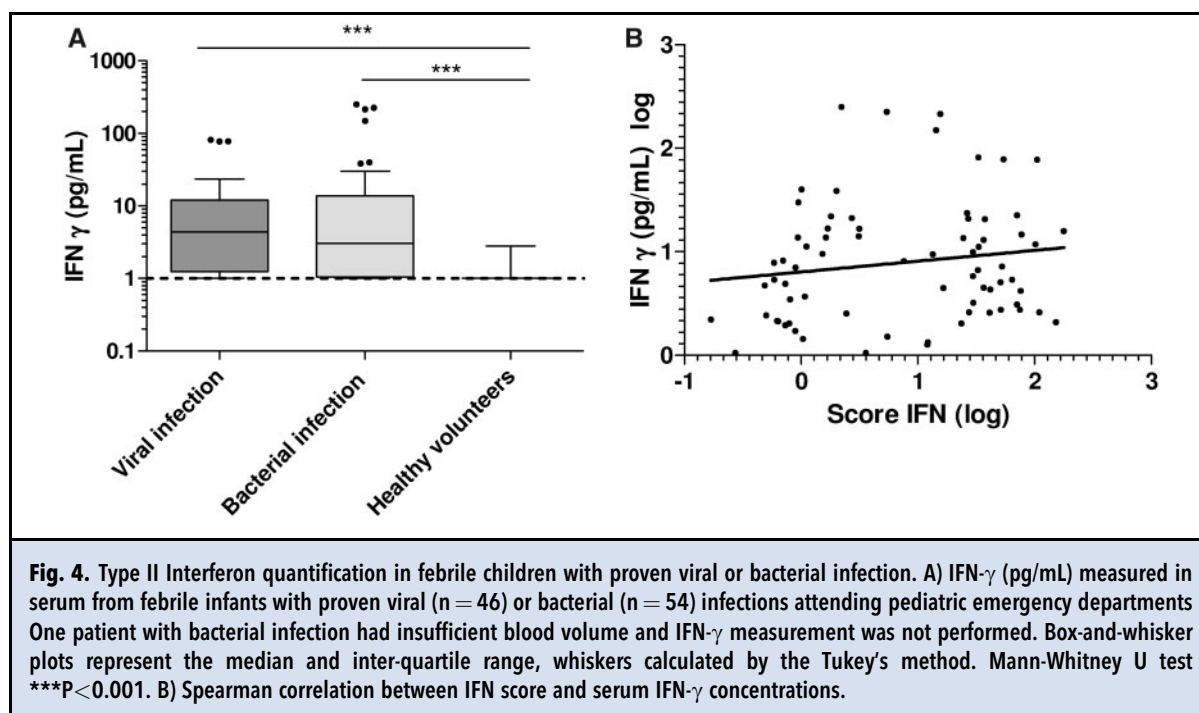 A
***
***
1000
100
10
1
0.1
IFN γ (pg/mL)
Viral infection
Bacterial infection
Healthy volunteers
B
3
2
1
0
IFN γ (pg/mL) log
-1 0 1 2 3
Score IFN (log)
Fig. 4. Type II Interferon quantification in febrile children with proven viral or bacterial infection. A) IFN-γ (pg/mL) measured in
serum from febrile infants with proven viral (n = 46) or bacterial (n = 54) infections attending pediatric emergency departments
One patient with bacterial infection had insufficient blood volume and IFN-γ measurement was not performed. Box-and-whisker
plots represent the median and inter-quartile range, whiskers calculated by the Tukey's method. Mann-Whitney U test
***P<0.001. B) Spearman correlation between IFN score and serum IFN-γ concentrations.